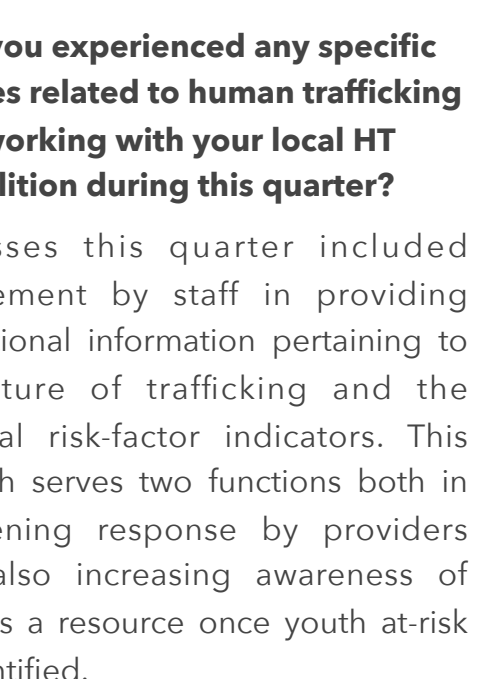 you experienced any specific
es related to human trafficking
working with your local HT
lition during this quarter?
sses this quarter included
ement by staff in providing
ional information pertaining to
ture of trafficking and the
al risk-factor indicators. This
h serves two functions both in
ening response by providers
also increasing awareness of
s a resource once youth at-risk
ntified.